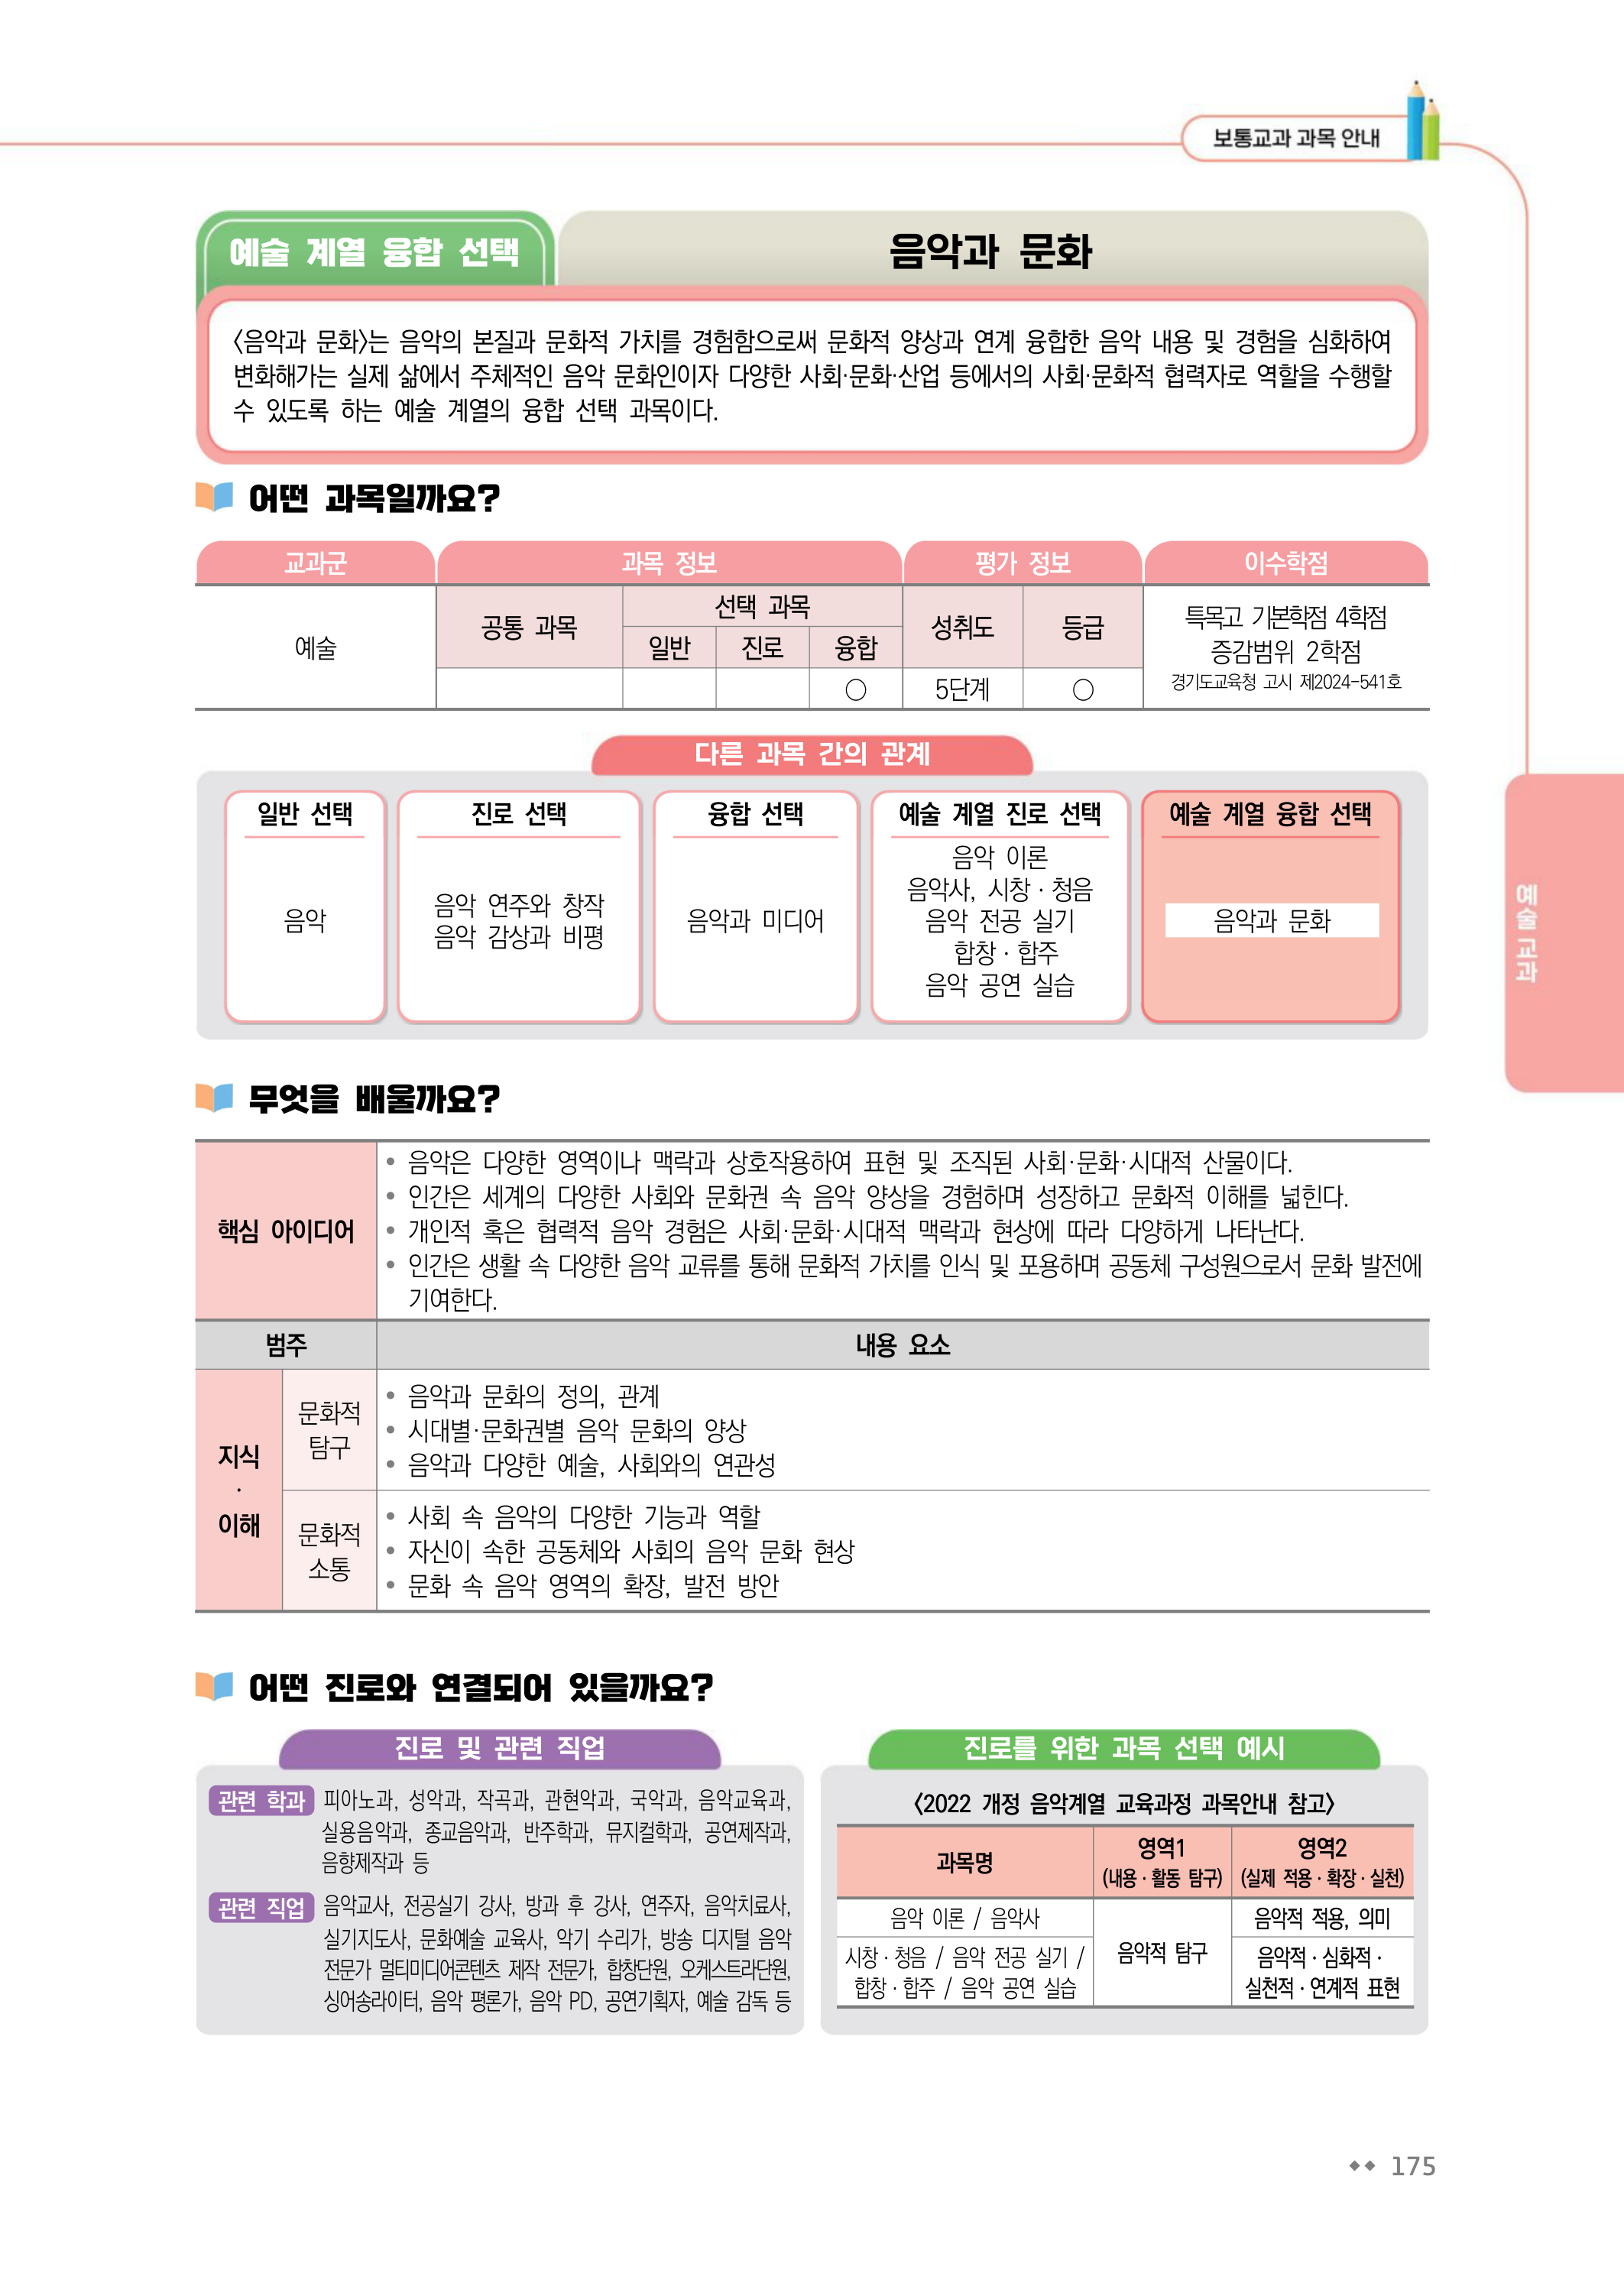 보통교과 과목 안내
예술 계열 융합 선택
음악과 문화
〈음악과 문화〉는 음악의 본질과 문화적 가치를 경험함으로써 문화적 양상과 연계 융합한 음악 내용 및 경험을 심화하여
변화해가는 실제 삶에서 주체적인 음악 문화인이자 다양한 사회·문화·산업 등에서의 사회·문화적 협력자로 역할을 수행할
수 있도록 하는 예술 계열의 융합 선택 과목이다.
어떤 과목일까요?
교과군 과목 정보 평가 정보 이수학점
예술
공통 과목
선택 과목
일반 진로 융합
성취도 등급
○ 5단계 ○
특목고 기본학점 4학점
증감범위 2학점
경기도교육청 고시 제2024-541호
다른 과목 간의 관계
일반 선택
음악
진로 선택
음악 연주와 창작
음악 감상과 비평
융합 선택
음악과 미디어
예술 계열 진로 선택
음악 이론
음악사, 시창 · 청음
음악 전공 실기
합창 · 합주
음악 공연 실습
예술 계열 융합 선택
음악과 문화
예술 교과
무엇을 배울까요?
핵심 아이디어
• 음악은 다양한 영역이나 맥락과 상호작용하여 표현 및 조직된 사회·문화·시대적 산물이다.
• 인간은 세계의 다양한 사회와 문화권 속 음악 양상을 경험하며 성장하고 문화적 이해를 넓힌다.
• 개인적 혹은 협력적 음악 경험은 사회·문화·시대적 맥락과 현상에 따라 다양하게 나타난다.
• 인간은 생활 속 다양한 음악 교류를 통해 문화적 가치를 인식 및 포용하며 공동체 구성원으로서 문화 발전에
기여한다.
범주 내용 요소
지식
·
이해
문화적
탐구
• 음악과 문화의 정의, 관계
• 시대별·문화권별 음악 문화의 양상
• 음악과 다양한 예술, 사회와의 연관성
문화적
소통
• 사회 속 음악의 다양한 기능과 역할
• 자신이 속한 공동체와 사회의 음악 문화 현상
• 문화 속 음악 영역의 확장, 발전 방안
어떤 진로와 연결되어 있을까요?
진로 및 관련 직업
관련 학과 피아노과, 성악과, 작곡과, 관현악과, 국악과, 음악교육과,
실용음악과, 종교음악과, 반주학과, 뮤지컬학과, 공연제작과,
음향제작과 등
관련 직업 음악교사, 전공실기 강사, 방과 후 강사, 연주자, 음악치료사,
실기지도사, 문화예술 교육사, 악기 수리가, 방송 디지털 음악
전문가 멀티미디어콘텐츠 제작 전문가, 합창단원, 오케스트라단원,
싱어송라이터, 음악 평론가, 음악 PD, 공연기획자, 예술 감독 등
진로를 위한 과목 선택 예시
〈2022 개정 음악계열 교육과정 과목안내 참고〉
과목명
영역1
(내용 · 활동 탐구)
영역2
(실제 적용 · 확장 · 실천)
음악 이론 / 음악사
시창 · 청음 / 음악 전공 실기 /
합창 · 합주 / 음악 공연 실습
음악적 탐구
음악적 적용, 의미
음악적 · 심화적 ·
실천적 · 연계적 표현
◆◆ 175